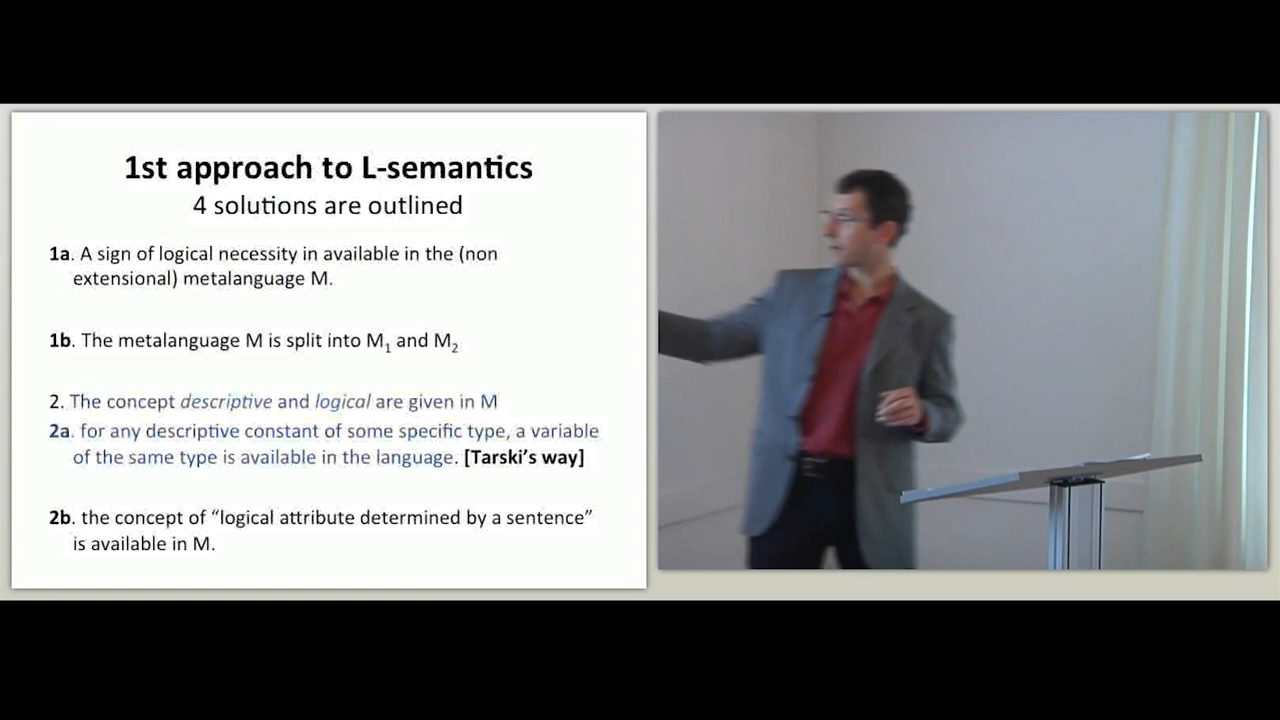 1st approach to L-semantics
4 solutions are outlined
1a. A sign of logical necessity in available in the (non
extensional) metalanguage M.
1b. The metalanguage M is split into M₁ and M₂
2. The concept descriptive and logical are given in M
2a. for any descriptive constant of some specific type, a variable
of the same type is available in the language. [Tarski’s way]
2b. the concept of “logical attribute determined by a sentence”
is available in M.